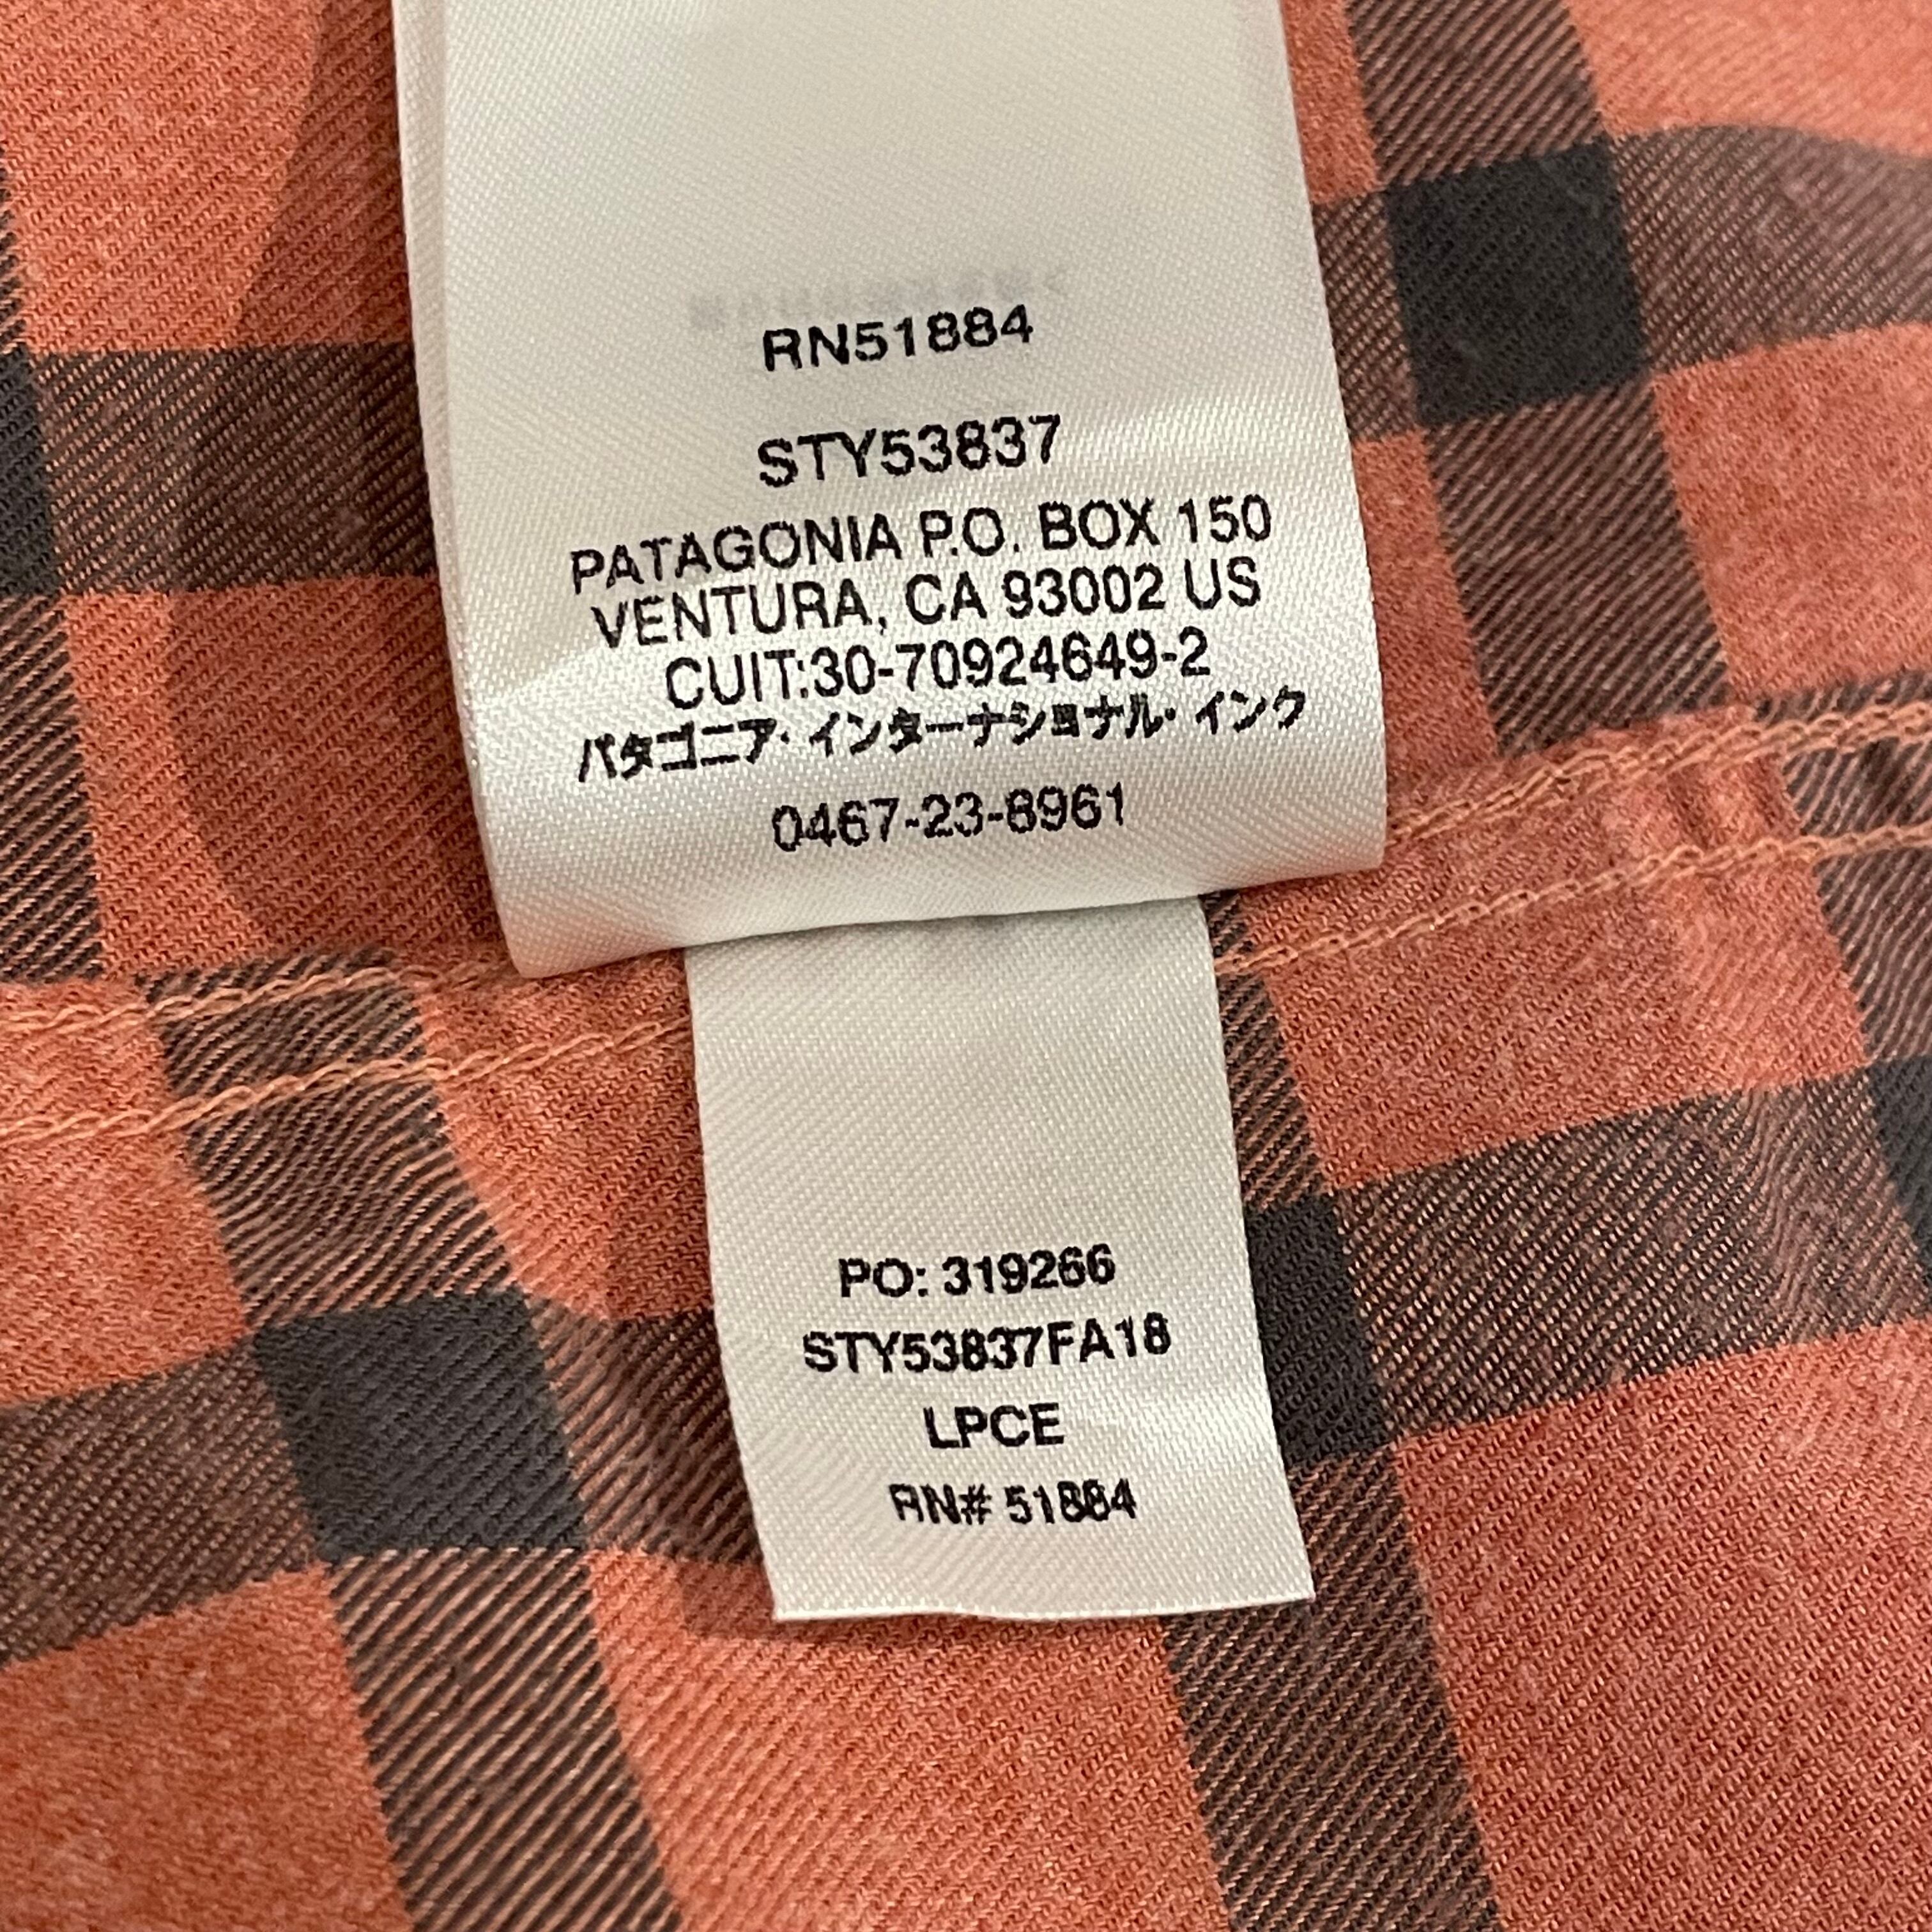 RN51884
STY53837
PATAGONIA P.O. BOX 150
VENTURA, CA 93002 US
CUIT:30-70924649-2
パタゴニア・インターナショナル・インク
0467-23-8961
PO: 319266
STY53837FA18
LPCE
RN# 51884